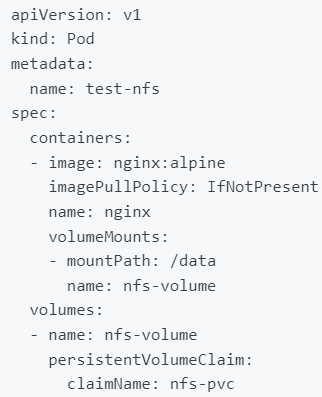 apiVersion: v1
kind: Pod
metadata:
  name: test-nfs
spec:
  containers:
  - image: nginx:alpine
    imagePullPolicy: IfNotPresent
    name: nginx
    volumeMounts:
    - mountPath: /data
      name: nfs-volume
  volumes:
  - name: nfs-volume
    persistentVolumeClaim:
      claimName: nfs-pvc